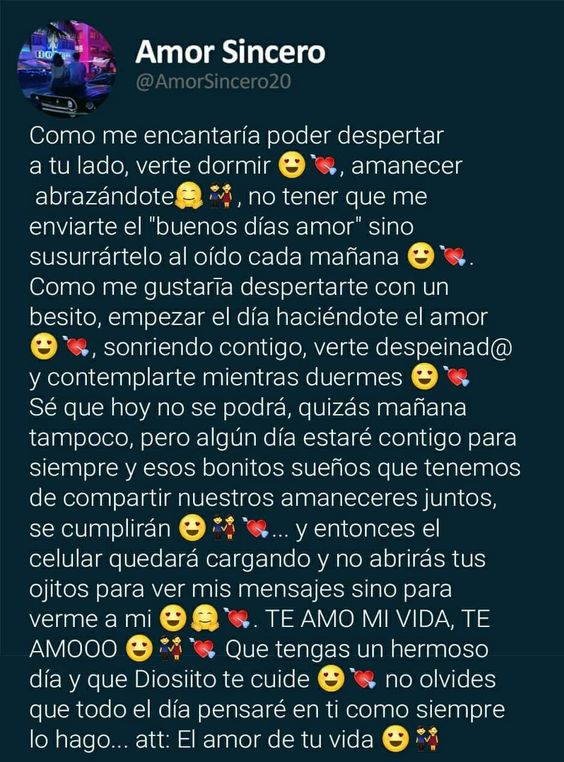 Amor Sincero
@AmorSincero20
Como me encantaría poder despertar
a tu lado, verte dormir 😍💘, amanecer
abrazándote🤗👫, no tener que me
enviarte el "buenos días amor" sino
susurrártelo al oído cada mañana 😍💘.
Como me gustarīa despertarte con un
besito, empezar el día haciéndote el amor
😍💘, sonriendo contigo, verte despeinad@
y contemplarte mientras duermes 😍💘
Sé que hoy no se podrá, quizás mañana
tampoco, pero algún día estaré contigo para
siempre y esos bonitos sueños que tenemos
de compartir nuestros amaneceres juntos,
se cumplirán 😍👫💘... y entonces el
celular quedará cargando y no abrirás tus
ojitos para ver mis mensajes sino para
verme a mi 😍🤗💘. TE AMO MI VIDA, TE
AMOOO 😍👫💘 Que tengas un hermoso
día y que Diosiito te cuide 😍💘 no olvides
que todo el día pensaré en ti como siempre
lo hago... att: El amor de tu vida 😍👫